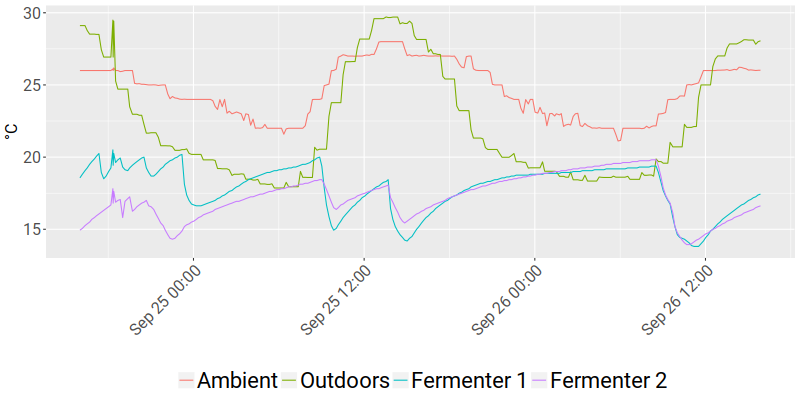 30
25
20
15
°C
Sep 25 00:00
Sep 25 12:00
Sep 26 00:00
Sep 26 12:00
Ambient Outdoors Fermenter 1 Fermenter 2